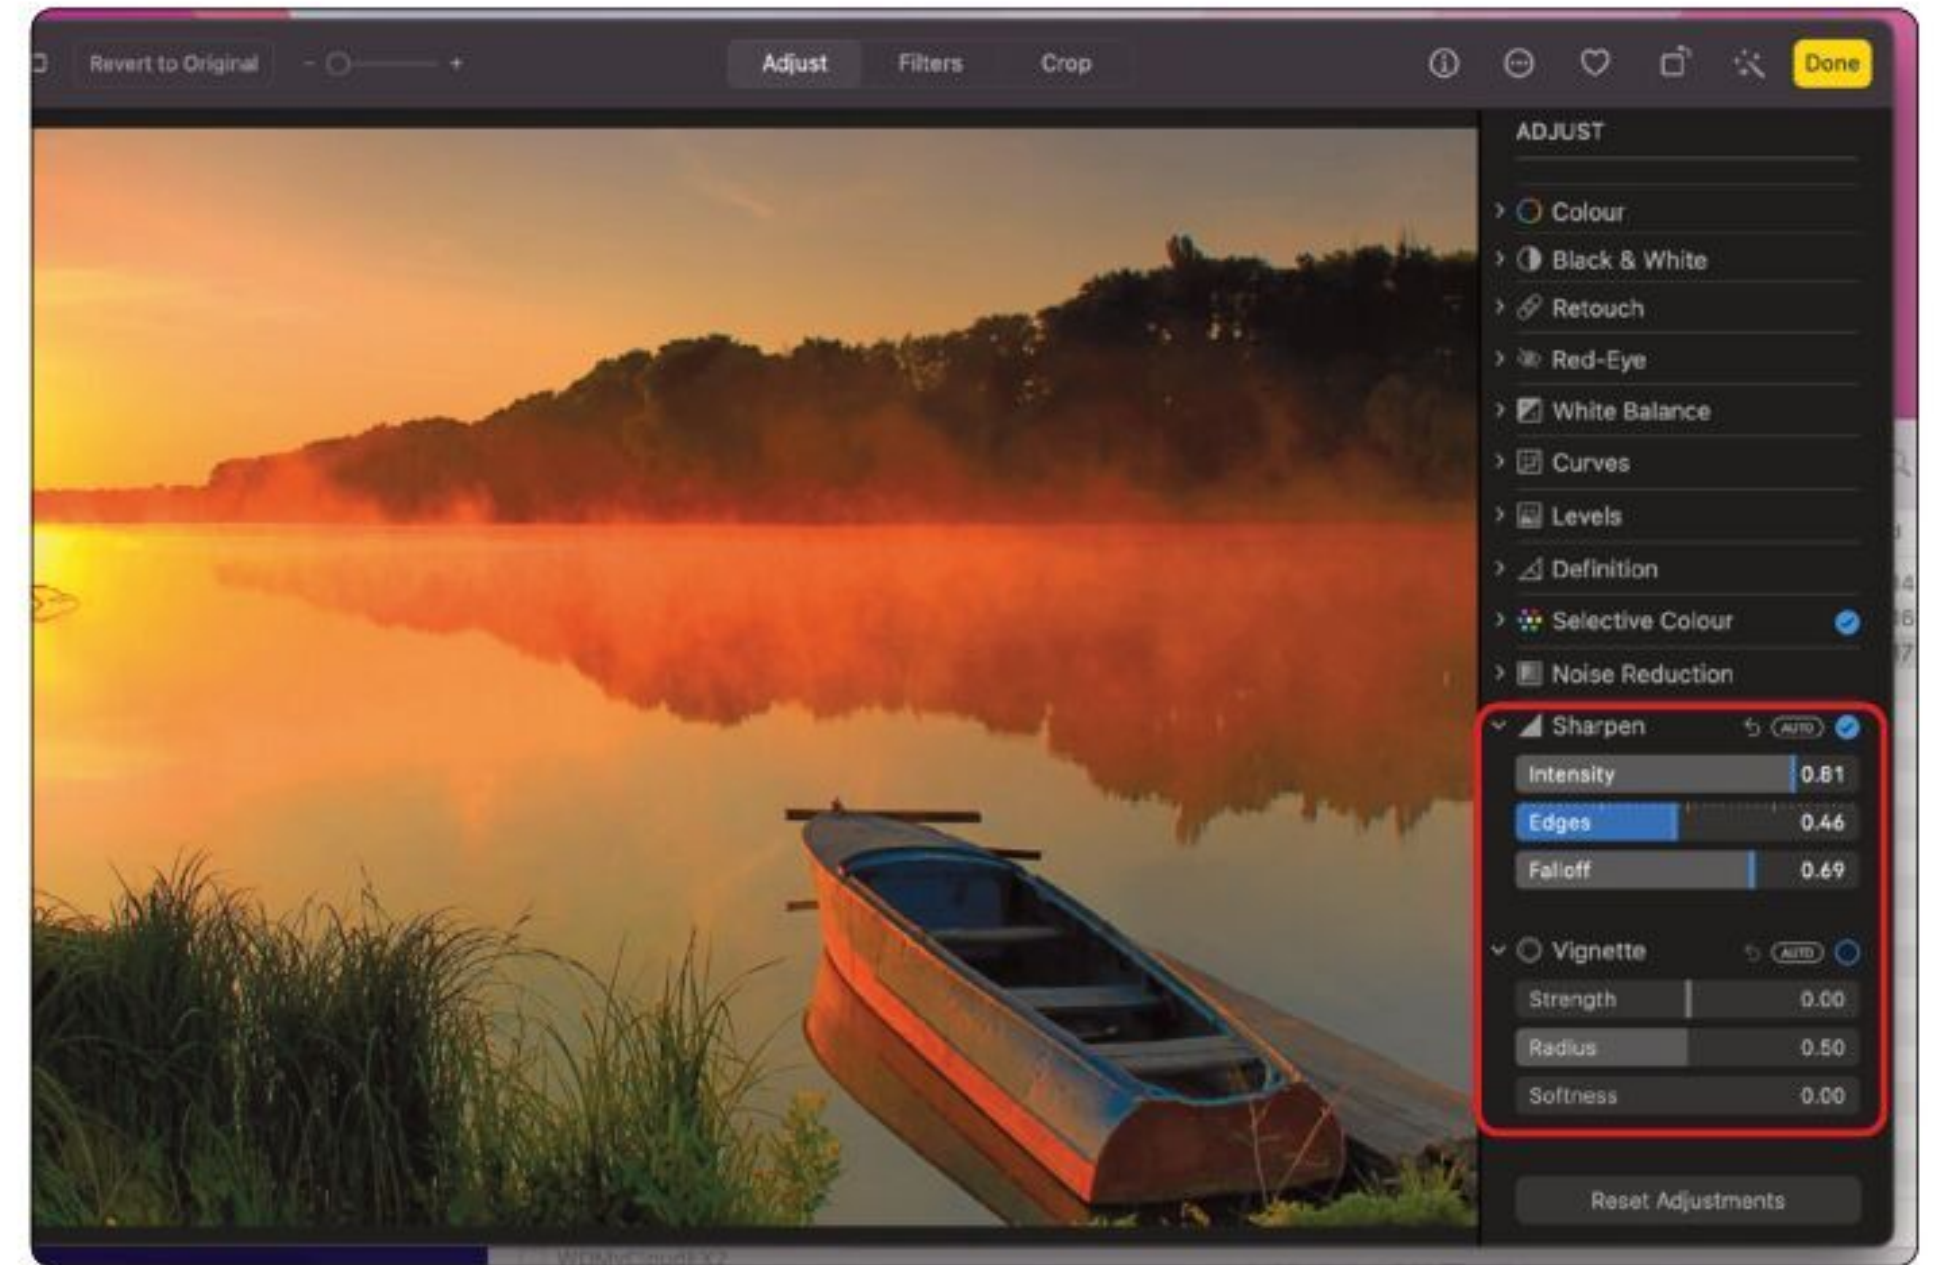 Revert to Original - + Adjust Filters Crop Done
ADJUST
Colour
Black & White
Retouch
Red-Eye
White Balance
Curves
Levels
Definition
Selective Colour
Noise Reduction
Sharpen AUTO
Intensity 0.81
Edges 0.46
Falloff 0.69
Vignette AUTO
Strength 0.00
Radius 0.50
Softness 0.00
Reset Adjustments